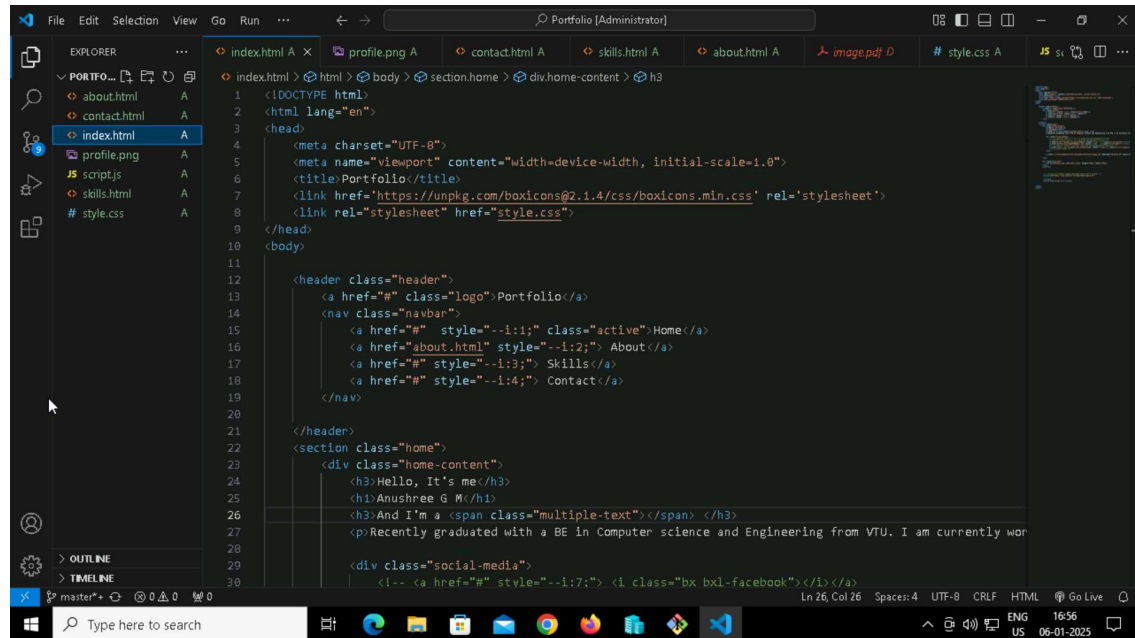 File Edit Selection View Go Run ··· Portfolio [Administrator]
EXPLORER ···
PORTFO...
about.html A
contact.html A
index.html A
profile.png A
JS script.js A
skills.html A
# style.css A
9
OUTLINE
TIMELINE
index.html A profile.png A contact.html A skills.html A about.html A image.pdf D # style.css A JS sc ···
index.html > html > body > section.home > div.home-content > h3
1 <!DOCTYPE html>
2 <html lang="en">
3 <head>
4 <meta charset="UTF-8">
5 <meta name="viewport" content="width=device-width, initial-scale=1.0">
6 <title>Portfolio</title>
7 <link href='https://unpkg.com/boxicons@2.1.4/css/boxicons.min.css' rel='stylesheet'>
8 <link rel="stylesheet" href="style.css">
9 </head>
10 <body>
11
12 <header class="header">
13 <a href="#" class="logo">Portfolio</a>
14 <nav class="navbar">
15 <a href="#" style="--i:1;" class="active">Home</a>
16 <a href="about.html" style="--i:2;"> About</a>
17 <a href="#" style="--i:3;"> Skills</a>
18 <a href="#" style="--i:4;"> Contact</a>
19 </nav>
20
21 </header>
22 <section class="home">
23 <div class="home-content">
24 <h3>Hello, It's me</h3>
25 <h1>Anushree G M</h1>
26 <h3>And I'm a <span class="multiple-text"></span> </h3>
27 <p>Recently graduated with a BE in Computer science and Engineering from VTU. I am currently wor
28
29 <div class="social-media">
30 <!-- <a href="#" style="--i:7;"> <i class="bx bxl-facebook"></i></a>
master*+ 0 0 0 Ln 26, Col 26 Spaces: 4 UTF-8 CRLF HTML Go Live
Type here to search ENG US 16:56 06-01-2025